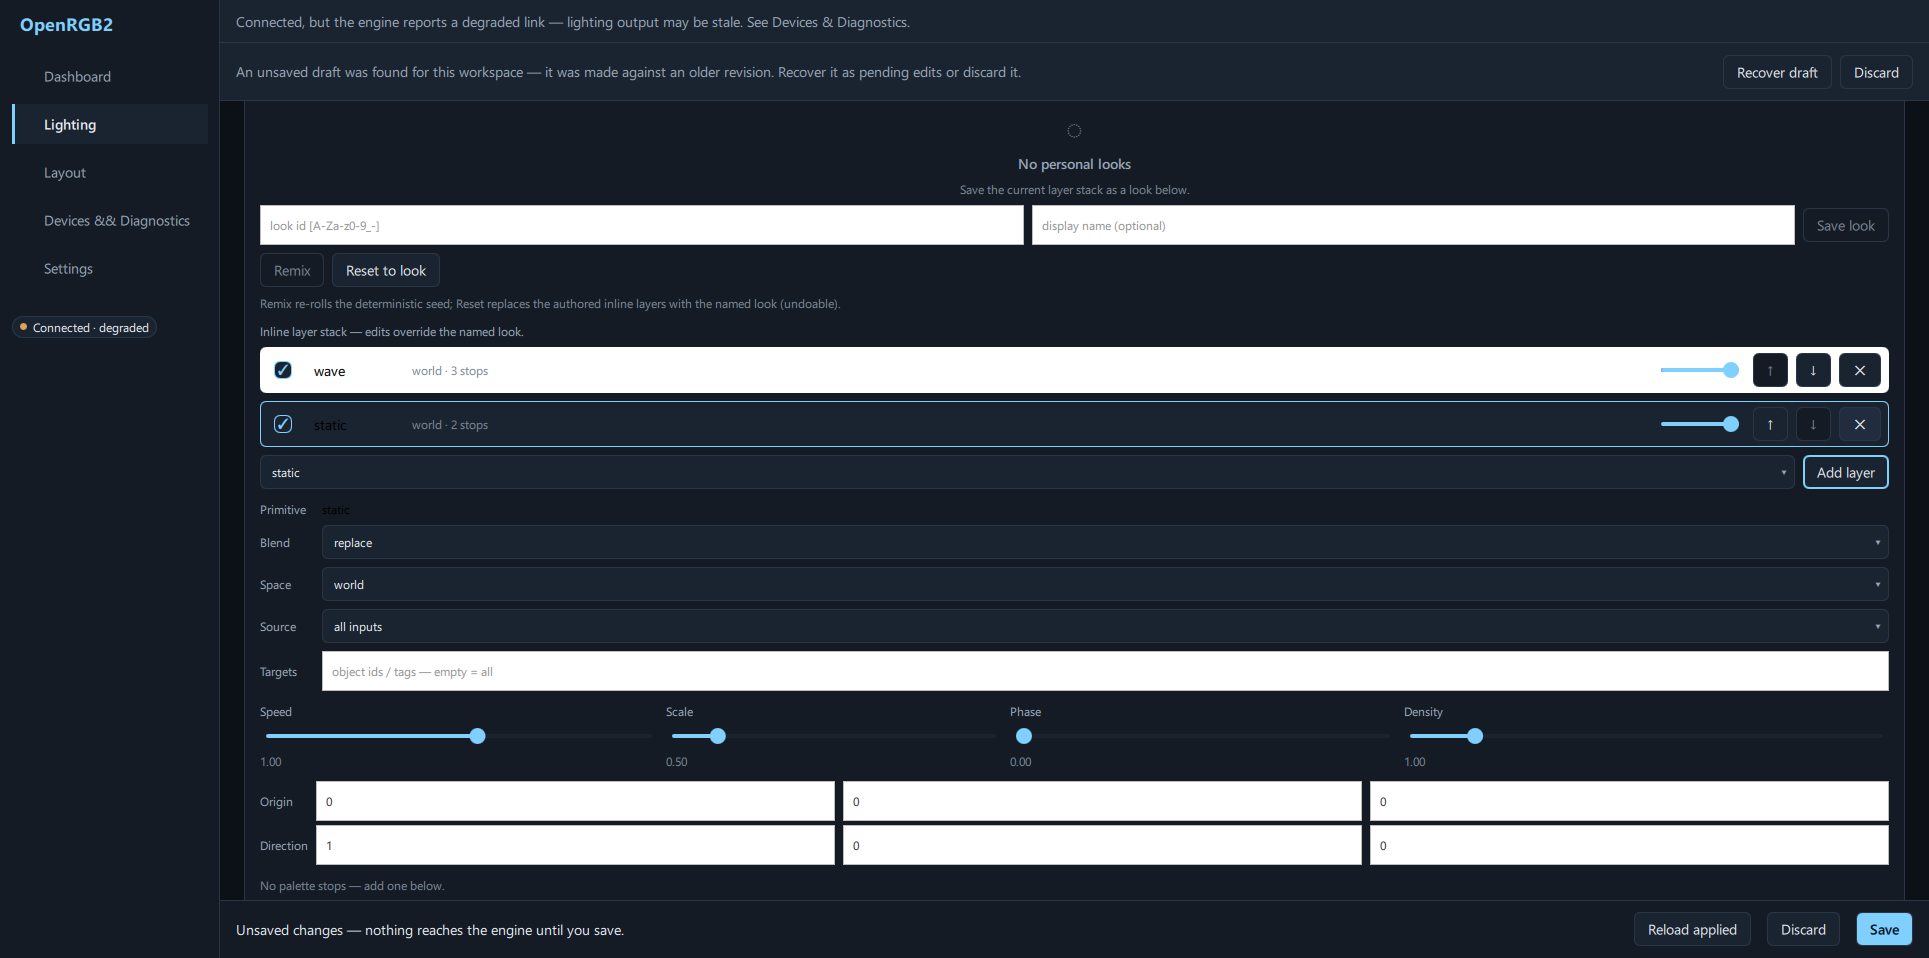 OpenRGB2
Dashboard
Lighting
Layout
Devices && Diagnostics
Settings
Connected · degraded
Connected, but the engine reports a degraded link — lighting output may be stale. See Devices & Diagnostics.
An unsaved draft was found for this workspace — it was made against an older revision. Recover it as pending edits or discard it.
Recover draft
Discard
No personal looks
Save the current layer stack as a look below.
look id [A-Za-z0-9_-]
display name (optional)
Save look
Remix
Reset to look
Remix re-rolls the deterministic seed; Reset replaces the authored inline layers with the named look (undoable).
Inline layer stack — edits override the named look.
wave
world · 3 stops
↑
↓
×
static
world · 2 stops
↑
↓
×
static
Add layer
Primitive static
Blend replace
Space world
Source all inputs
Targets object ids / tags — empty = all
Speed Scale Phase Density
1.00 0.50 0.00 1.00
Origin 0 0 0
Direction 1 0 0
No palette stops — add one below.
Unsaved changes — nothing reaches the engine until you save.
Reload applied
Discard
Save